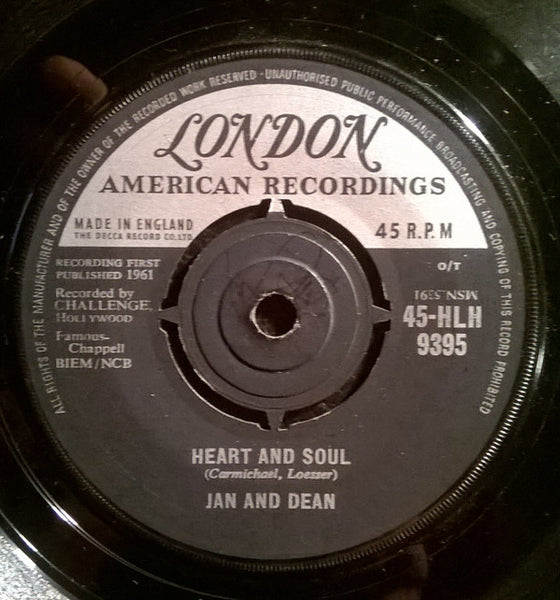 ALL RIGHTS OF THE MANUFACTURER AND OF THE OWNER OF THE RECORDED WORK RESERVED · UNAUTHORISED PUBLIC PERFORMANCE BROADCASTING AND COPYING OF THIS RECORD PROHIBITED
LONDON
AMERICAN RECORDINGS
MADE IN ENGLAND
THE DECCA RECORD CO.,LTD.
45 R.P.M
RECORDING FIRST
PUBLISHED 1961
Recorded by
CHALLENGE,
HOLLYWOOD
Famous-
Chappell
BIEM/NCB
O/T
MSN.5391
45-HLH
9395
HEART AND SOUL
(Carmichael, Loesser)
JAN AND DEAN